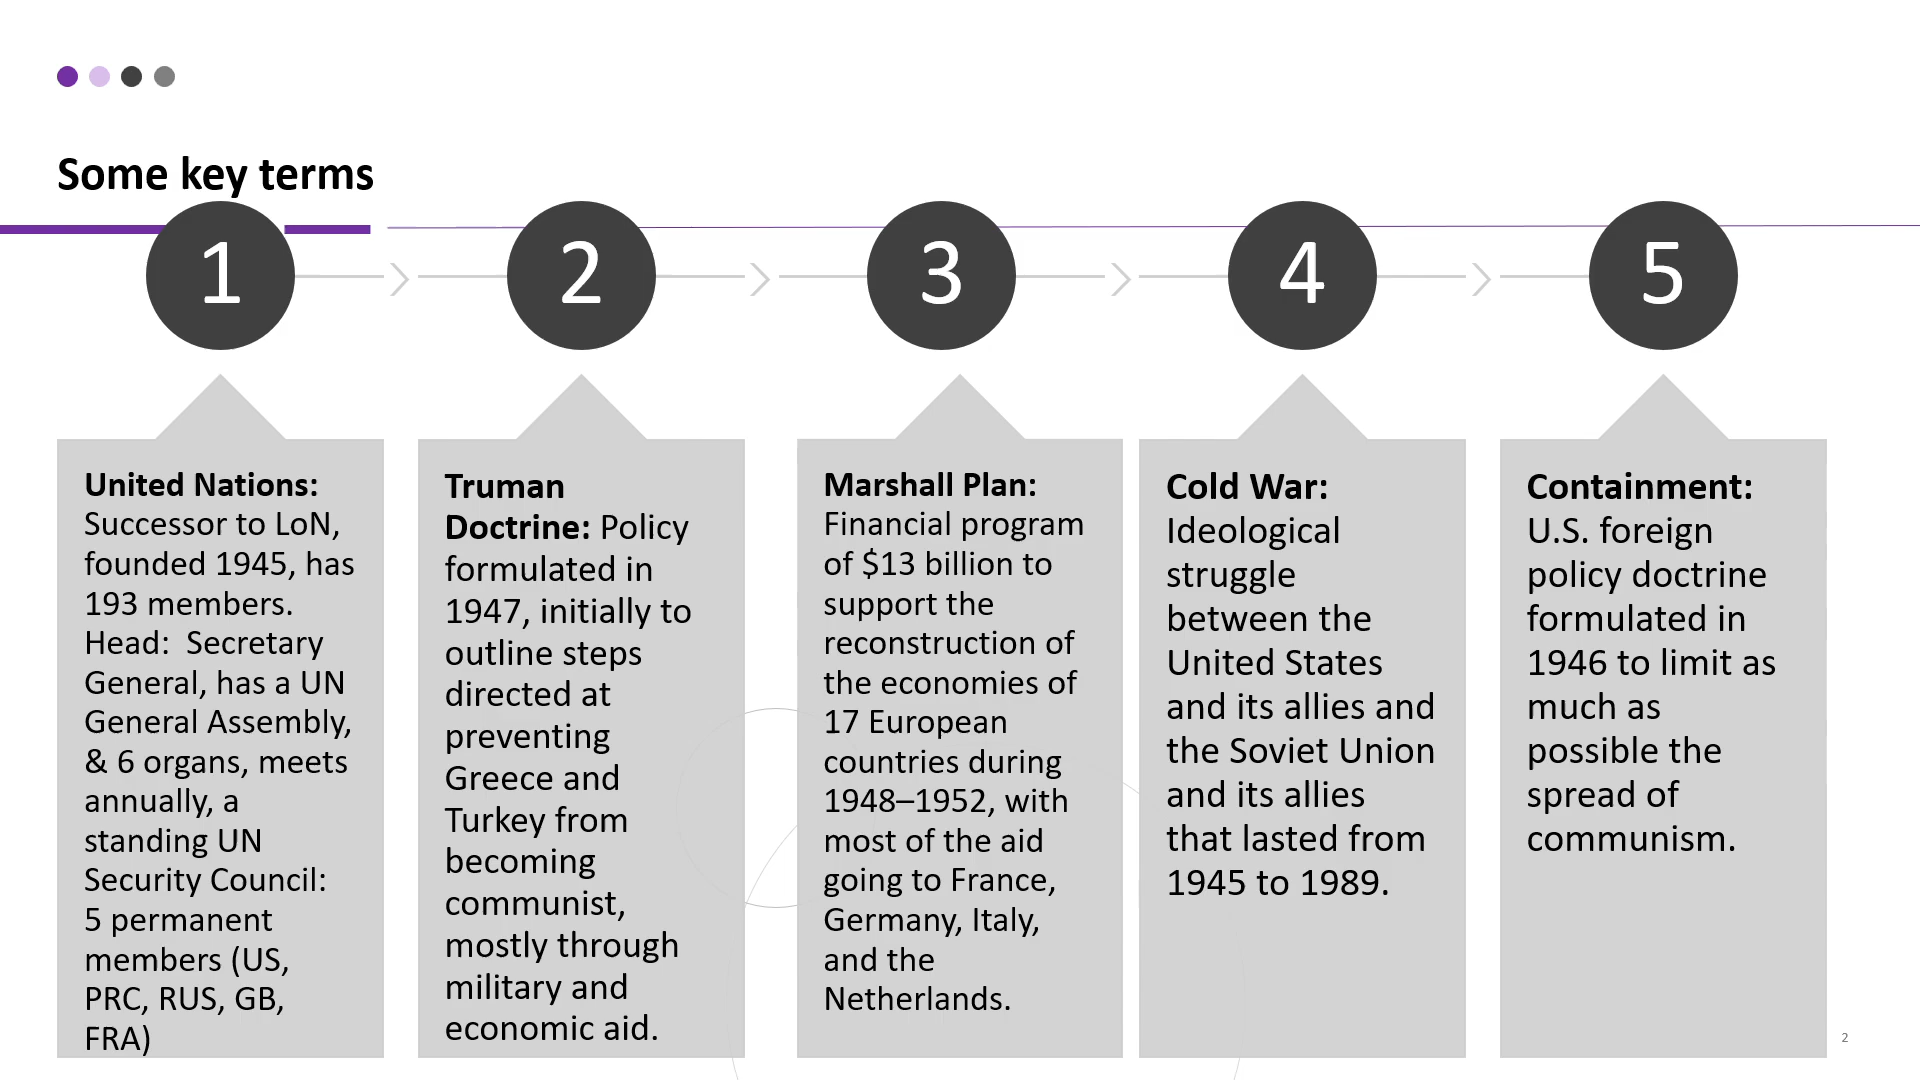 Some key terms
1
2
3
4
5
United Nations:
Successor to LoN,
founded 1945, has
193 members.
Head:  Secretary
General, has a UN
General Assembly,
& 6 organs, meets
annually, a
standing UN
Security Council:
5 permanent
members (US,
PRC, RUS, GB,
FRA)
Truman
Doctrine: Policy
formulated in
1947, initially to
outline steps
directed at
preventing
Greece and
Turkey from
becoming
communist,
mostly through
military and
economic aid.
Marshall Plan:
Financial program
of $13 billion to
support the
reconstruction of
the economies of
17 European
countries during
1948–1952, with
most of the aid
going to France,
Germany, Italy,
and the
Netherlands.
Cold War:
Ideological
struggle
between the
United States
and its allies and
the Soviet Union
and its allies
that lasted from
1945 to 1989.
Containment:
U.S. foreign
policy doctrine
formulated in
1946 to limit as
much as
possible the
spread of
communism.
2